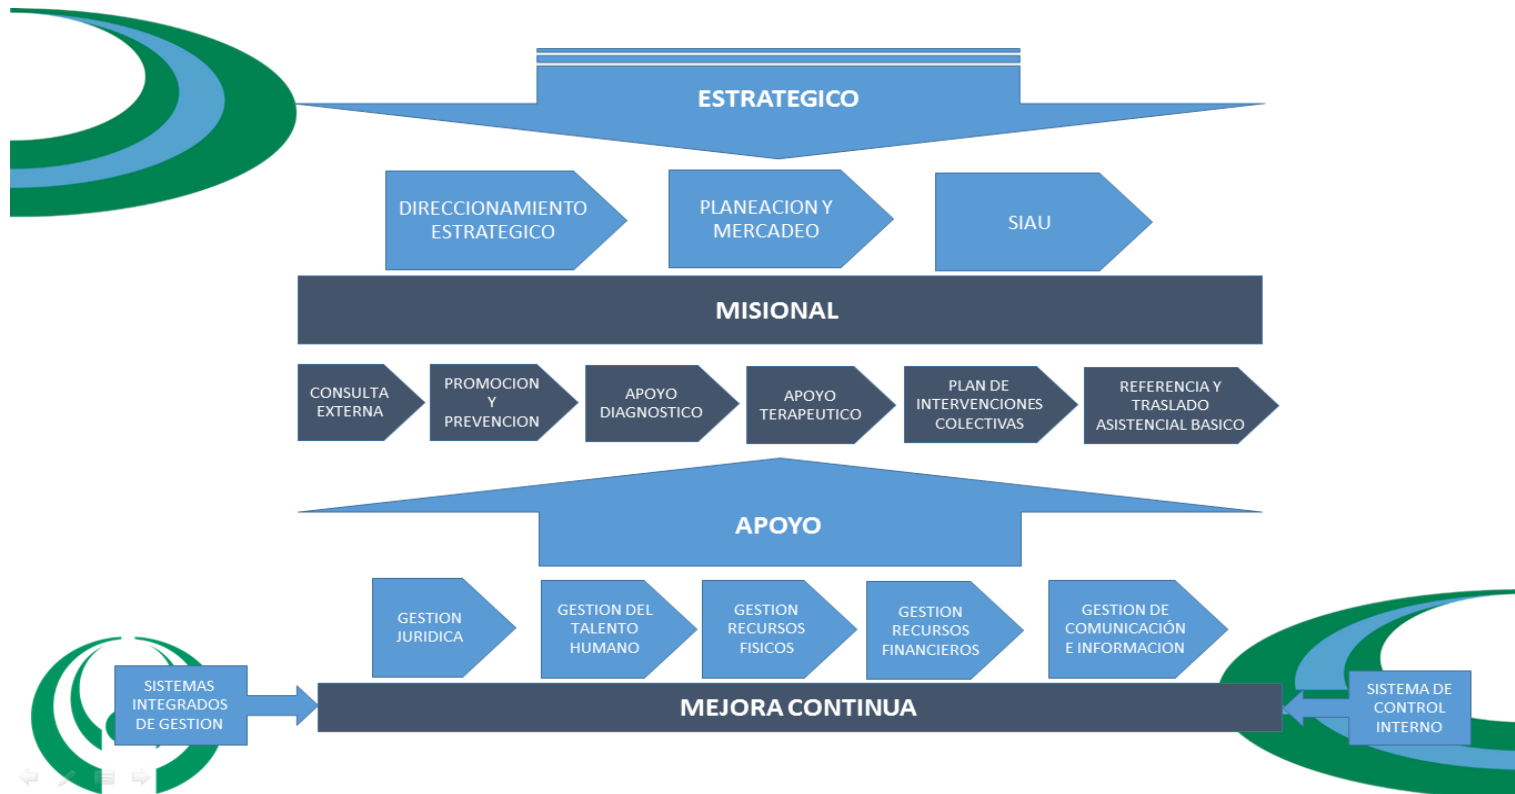 ESTRATEGICO
DIRECCIONAMIENTO
ESTRATEGICO
PLANEACION Y
MERCADEO
SIAU
MISIONAL
CONSULTA
EXTERNA
PROMOCION
Y
PREVENCION
APOYO
DIAGNOSTICO
APOYO
TERAPEUTICO
PLAN DE
INTERVENCIONES
COLECTIVAS
REFERENCIA Y
TRASLADO
ASISTENCIAL BASICO
APOYO
GESTION
JURIDICA
GESTION DEL
TALENTO
HUMANO
GESTION
RECURSOS
FISICOS
GESTION
RECURSOS
FINANCIEROS
GESTION DE
COMUNICACIÓN
E INFORMACION
SISTEMAS
INTEGRADOS
DE GESTION
MEJORA CONTINUA
SISTEMA DE
CONTROL
INTERNO